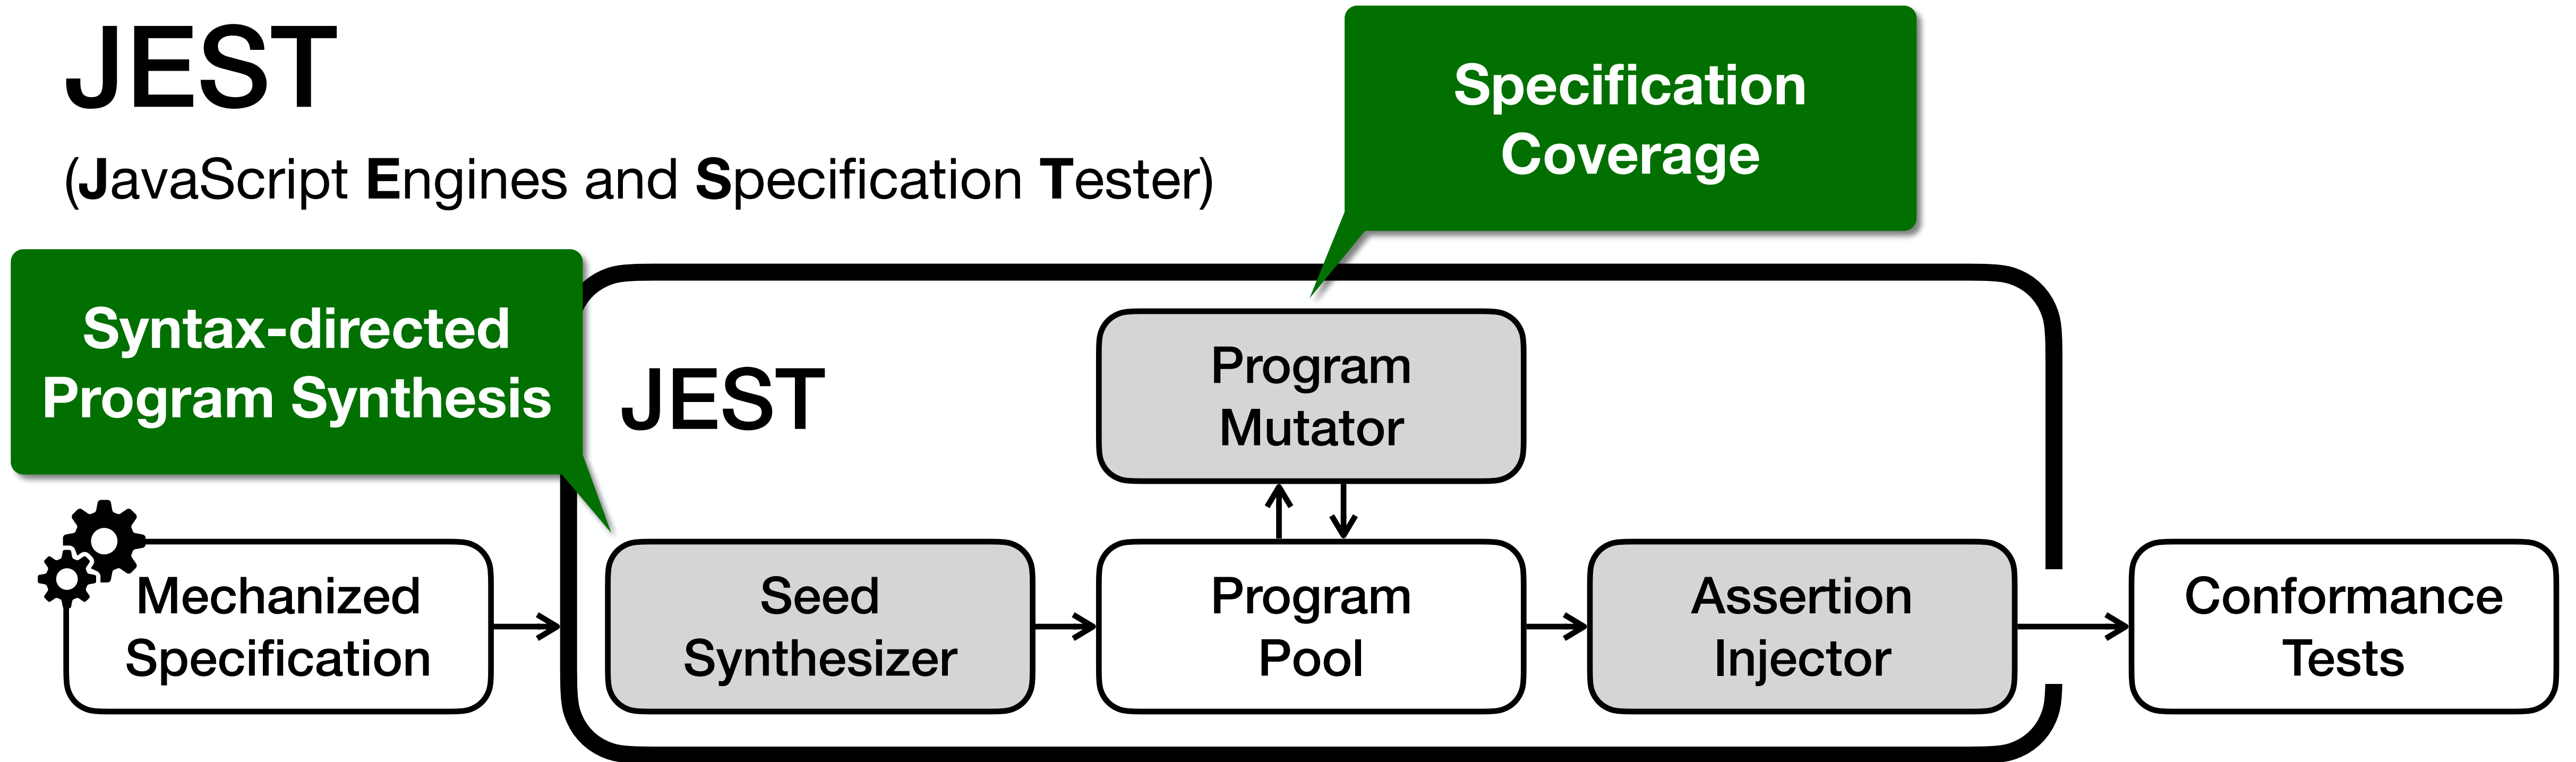 JEST
(JavaScript Engines and Specification Tester)
Specification
Coverage
Syntax-directed
Program Synthesis
JEST
Program
Mutator
Mechanized
Specification
Seed
Synthesizer
Program
Pool
Assertion
Injector
Conformance
Tests